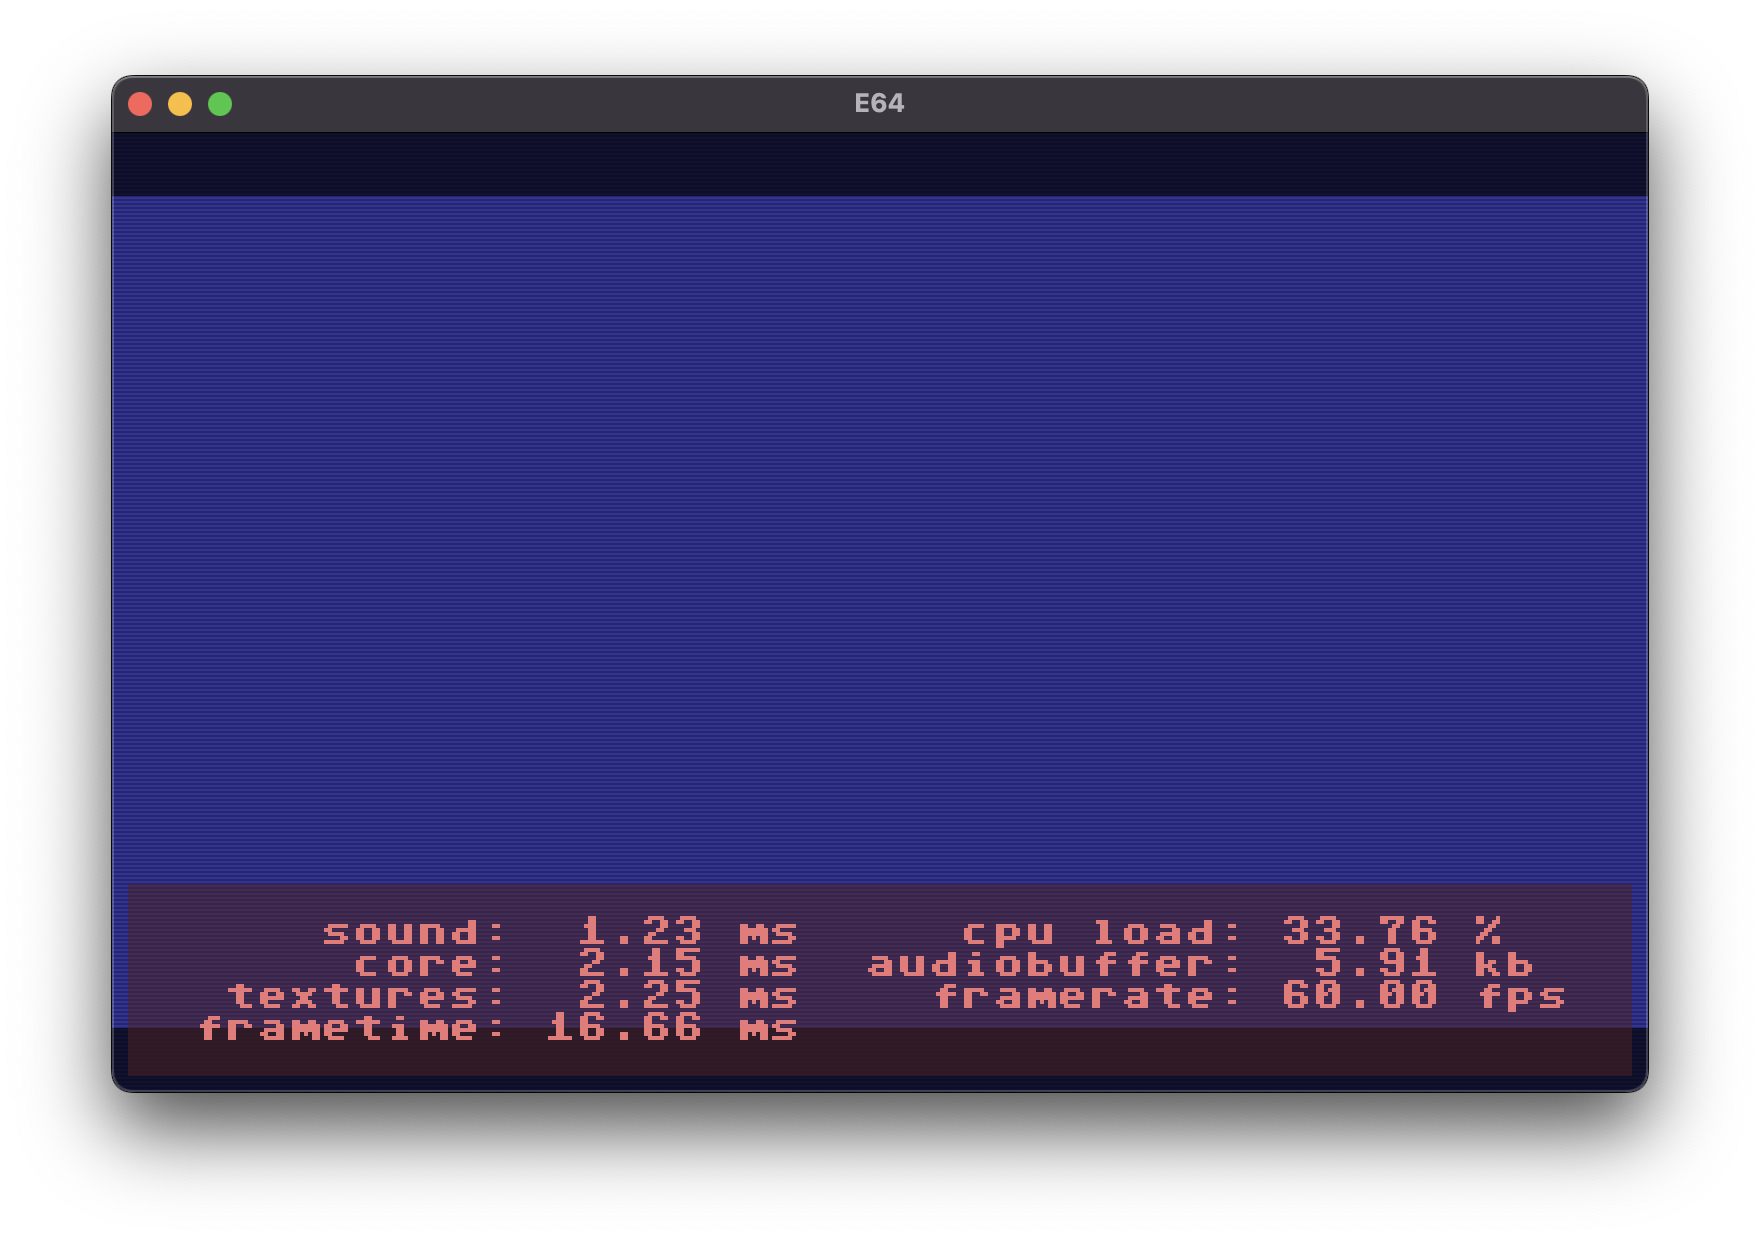 E64
sound: 1.23 ms cpu load: 33.76 %
core: 2.15 ms audiobuffer: 5.91 kb
textures: 2.25 ms framerate: 60.00 fps
frametime: 16.66 ms